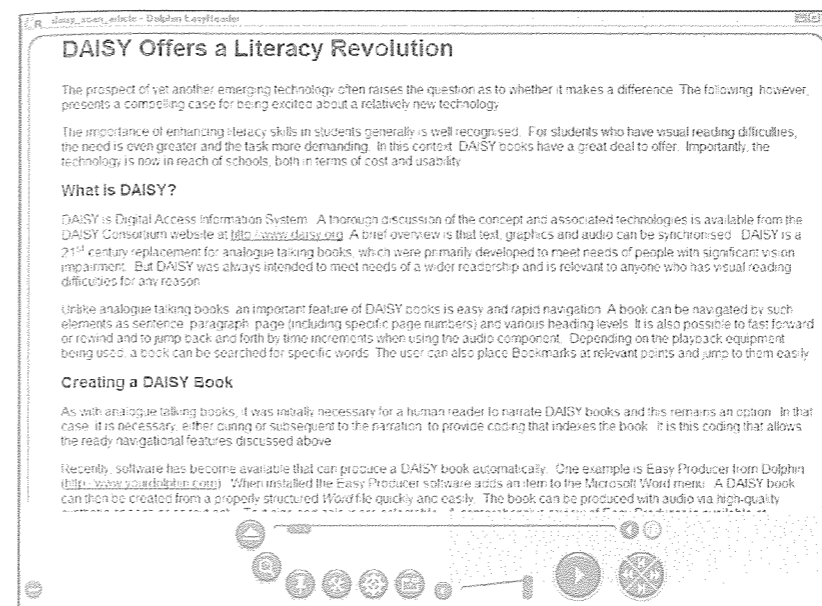 daisy_scan_article - Dolphin EasyReader
DAISY Offers a Literacy Revolution
The prospect of yet another emerging technology often raises the question as to whether it makes a difference. The following, however,
presents a compelling case for being excited about a relatively new technology
The importance of enhancing literacy skills in students generally is well recognised. For students who have visual reading difficulties,
the need is even greater and the task more demanding. In this context, DAISY books have a great deal to offer. Importantly, the
technology is now in reach of schools, both in terms of cost and usability
What is DAISY?
DAISY is Digital Access Information System. A thorough discussion of the concept and associated technologies is available from the
DAISY Consortium website at http://www.daisy.org. A brief overview is that text, graphics and audio can be synchronised. DAISY is a
21st century replacement for analogue talking books, which were primarily developed to meet needs of people with significant vision
impairment. But DAISY was always intended to meet needs of a wider readership and is relevant to anyone who has visual reading
difficulties for any reason
Unlike analogue talking books, an important feature of DAISY books is easy and rapid navigation. A book can be navigated by such
elements as sentence, paragraph, page (including specific page numbers) and various heading levels. It is also possible to fast forward
or rewind and to jump back and forth by time increments when using the audio component. Depending on the playback equipment
being used, a book can be searched for specific words. The user can also place Bookmarks at relevant points and jump to them easily
Creating a DAISY Book
As with analogue talking books, it was initially necessary for a human reader to narrate DAISY books and this remains an option. In that
case, it is necessary, either during or subsequent to the narration, to provide coding that indexes the book. It is this coding that allows
the ready navigational features discussed above
Recently, software has become available that can produce a DAISY book automatically. One example is Easy Producer from Dolphin
(http://www.yourdolphin.com). When installed the Easy Producer software adds an item to the Microsoft Word menu. A DAISY book
can then be created from a properly structured Word file quickly and easily. The book can be produced with audio via high-quality